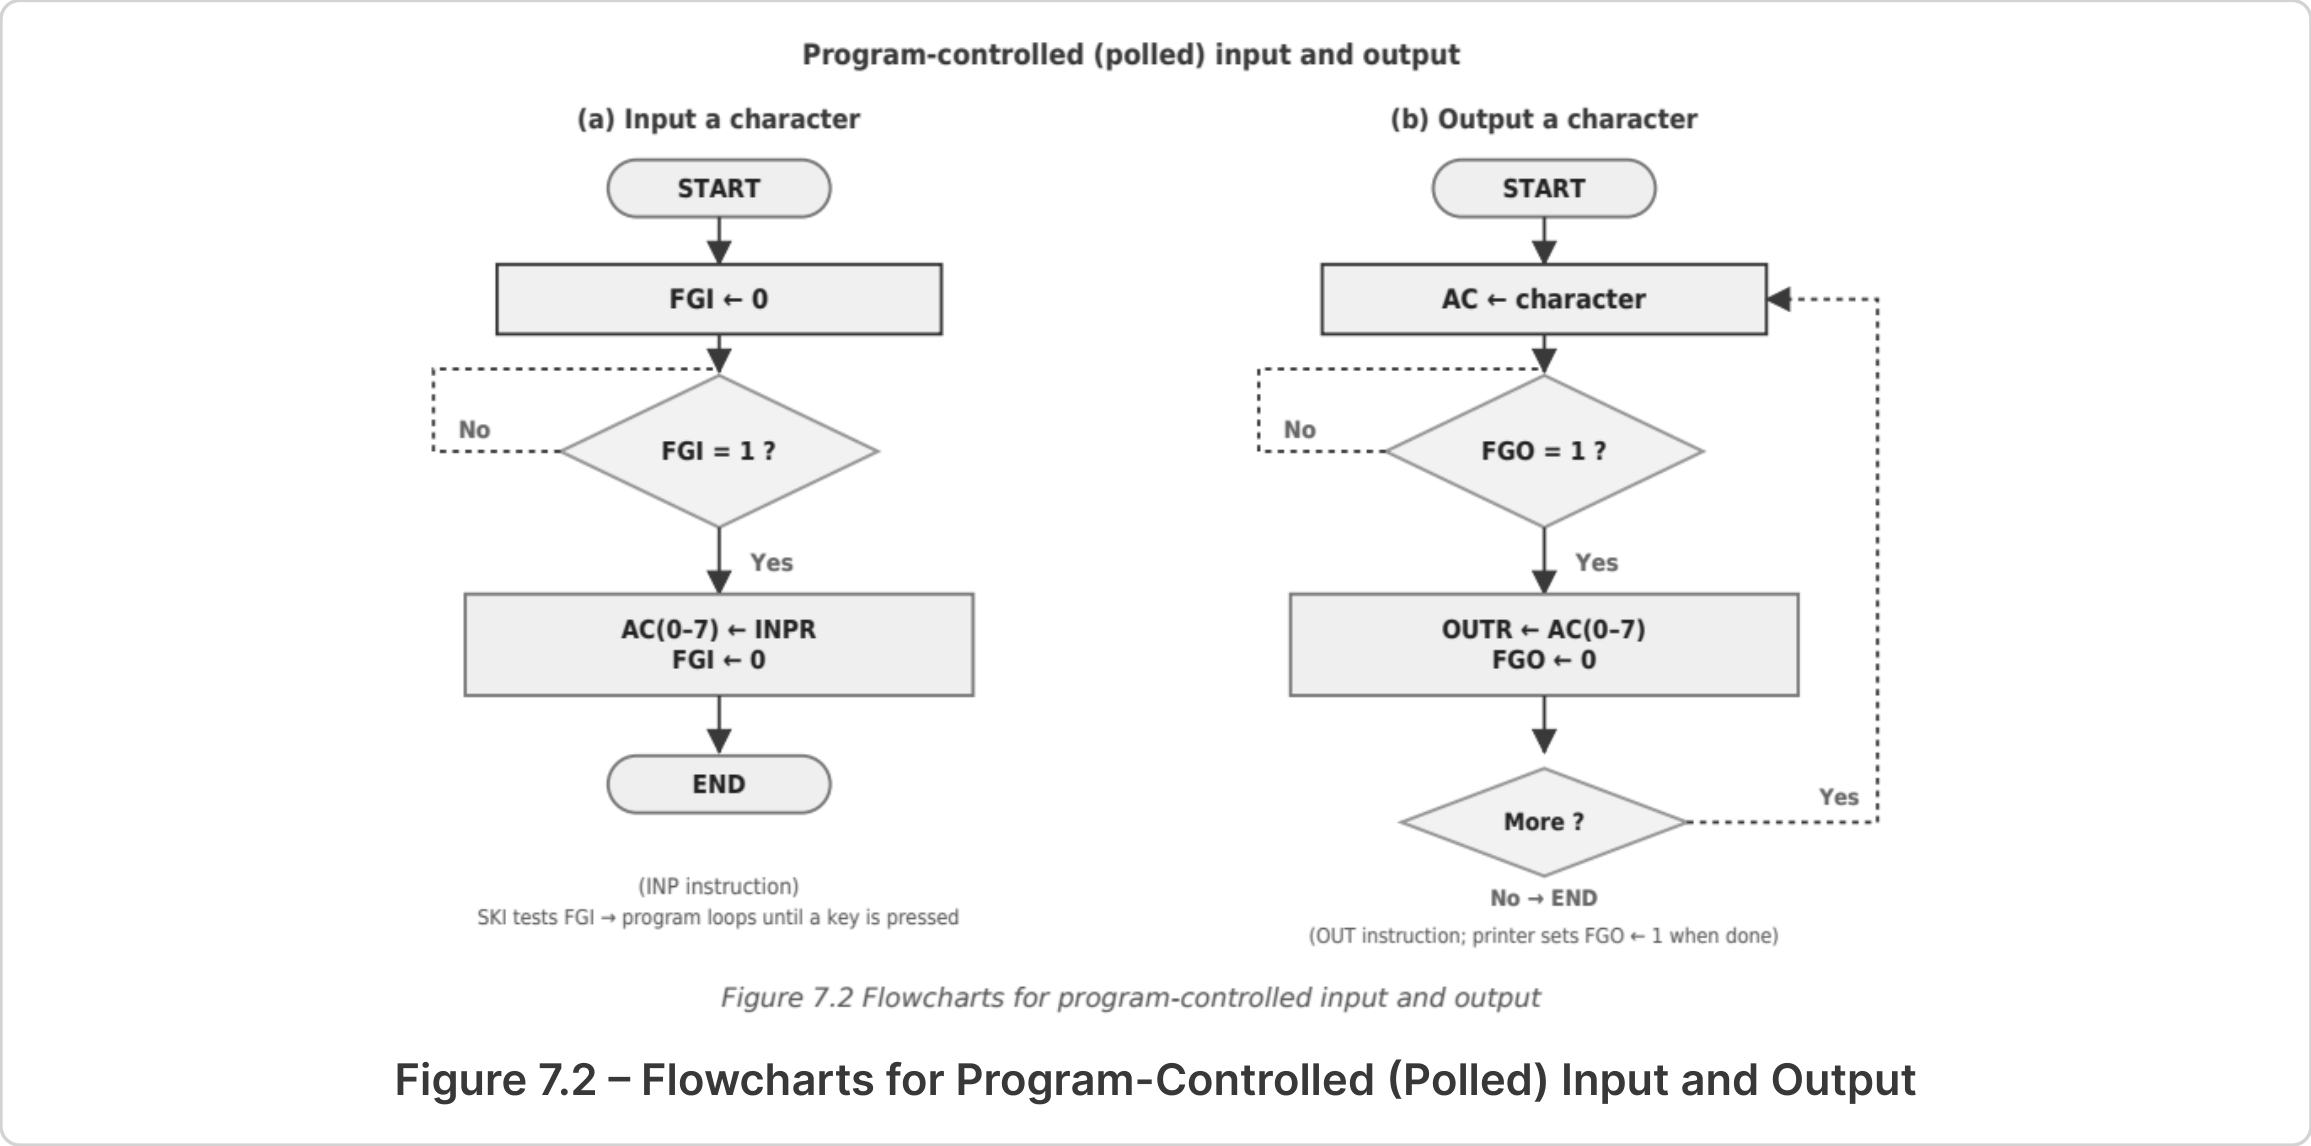 Program-controlled (polled) input and output
(a) Input a character
START
FGI ← 0
FGI = 1 ?
No
Yes
AC(0–7) ← INPR
FGI ← 0
END
(INP instruction)
SKI tests FGI → program loops until a key is pressed
(b) Output a character
START
AC ← character
FGO = 1 ?
No
Yes
OUTR ← AC(0–7)
FGO ← 0
More ?
Yes
No → END
(OUT instruction; printer sets FGO ← 1 when done)
Figure 7.2 Flowcharts for program-controlled input and output
Figure 7.2 – Flowcharts for Program-Controlled (Polled) Input and Output